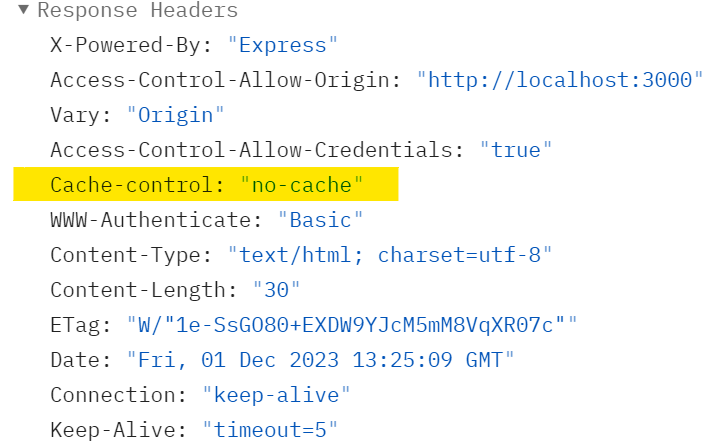 ▼ Response Headers
X-Powered-By: "Express"
Access-Control-Allow-Origin: "http://localhost:3000"
Vary: "Origin"
Access-Control-Allow-Credentials: "true"
Cache-control: "no-cache"
WWW-Authenticate: "Basic"
Content-Type: "text/html; charset=utf-8"
Content-Length: "30"
ETag: "W/"1e-SsGO80+EXDW9YJcM5mM8VqXR07c""
Date: "Fri, 01 Dec 2023 13:25:09 GMT"
Connection: "keep-alive"
Keep-Alive: "timeout=5"